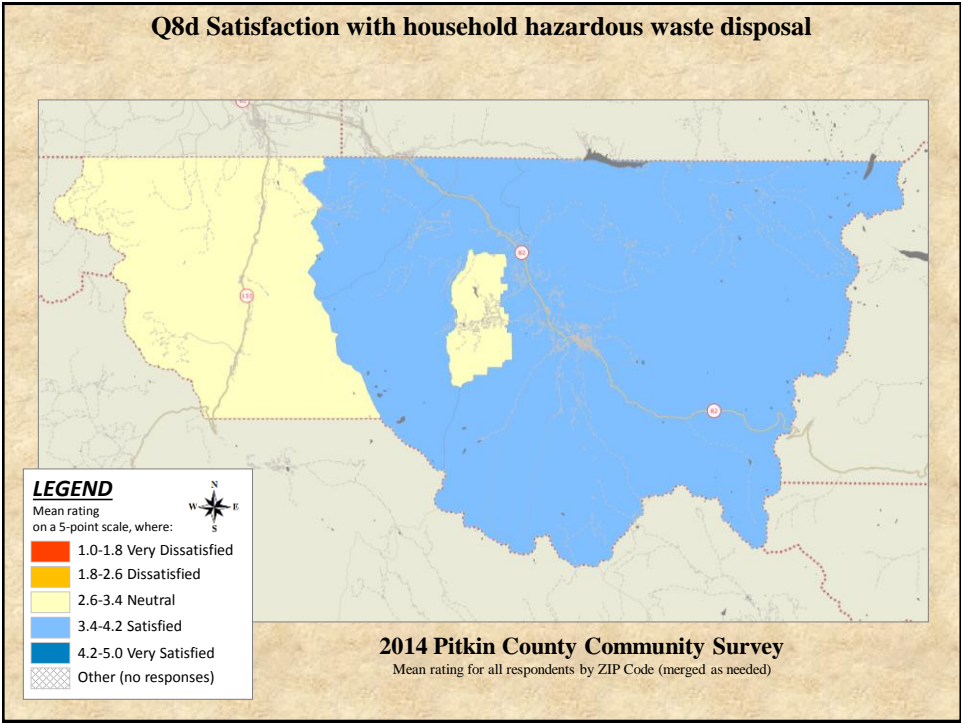 Q8d Satisfaction with household hazardous waste disposal
82
82
133
82
LEGEND
Mean rating
on a 5-point scale, where:
N
W E
S
1.0-1.8 Very Dissatisfied
1.8-2.6 Dissatisfied
2.6-3.4 Neutral
3.4-4.2 Satisfied
4.2-5.0 Very Satisfied
Other (no responses)
2014 Pitkin County Community Survey
Mean rating for all respondents by ZIP Code (merged as needed)